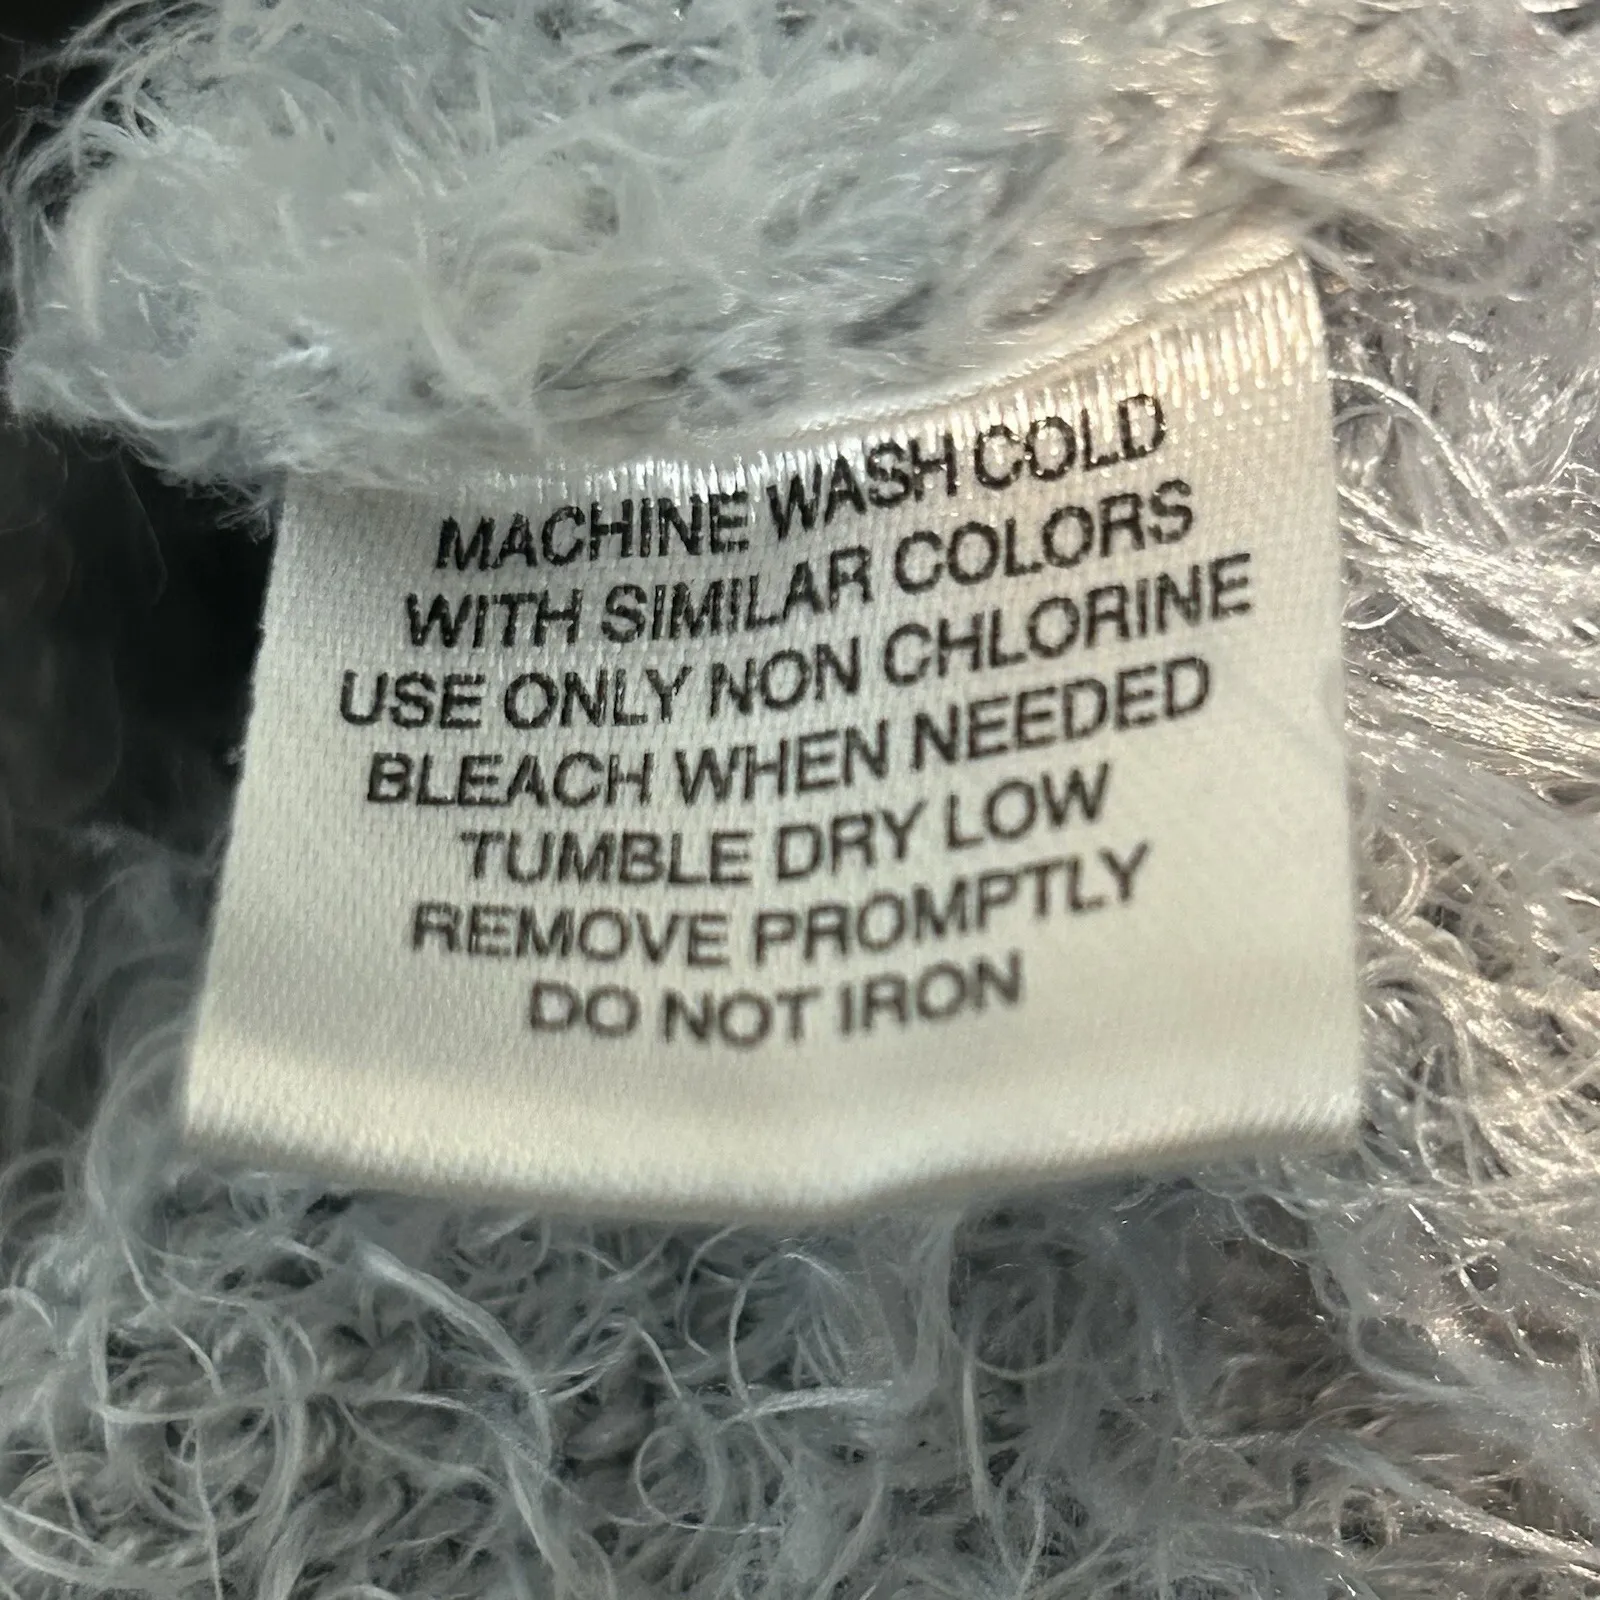 MACHINE WASH COLD
WITH SIMILAR COLORS
USE ONLY NON CHLORINE
BLEACH WHEN NEEDED
TUMBLE DRY LOW
REMOVE PROMPTLY
DO NOT IRON